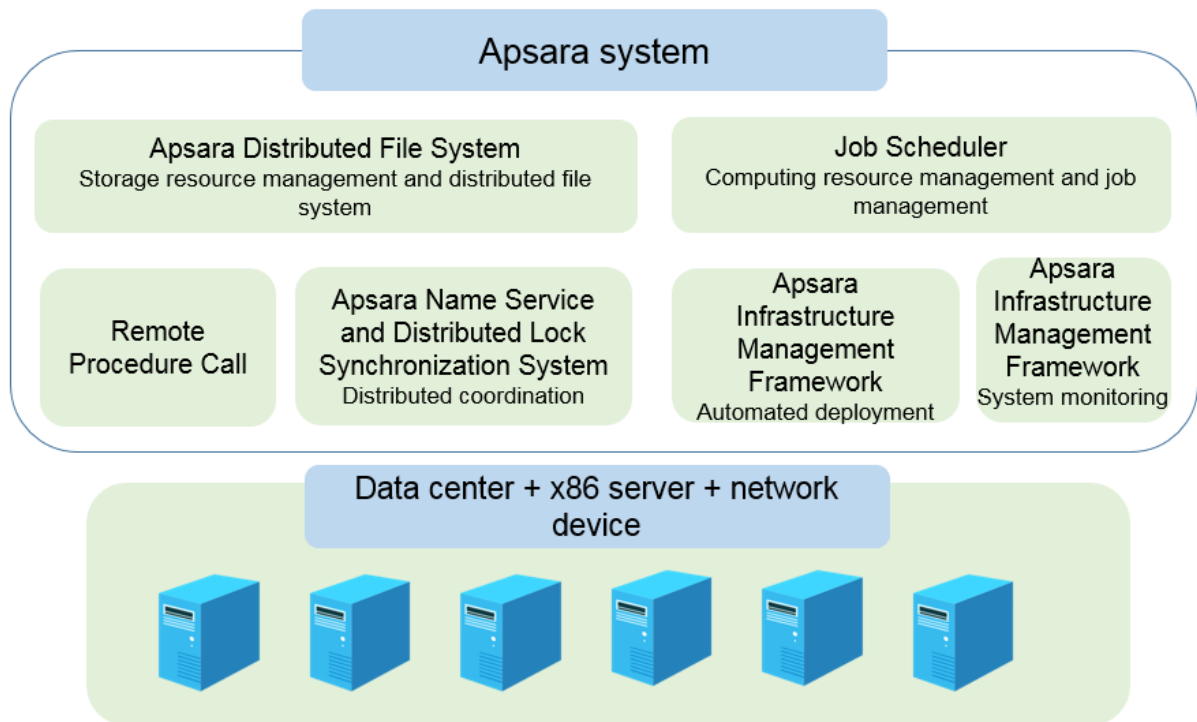 Apsara system
Apsara Distributed File System
Storage resource management and distributed file
system
Job Scheduler
Computing resource management and job
management
Remote
Procedure Call
Apsara Name Service
and Distributed Lock
Synchronization System
Distributed coordination
Apsara
Infrastructure
Management
Framework
Automated deployment
Apsara
Infrastructure
Management
Framework
System monitoring
Data center + x86 server + network
device